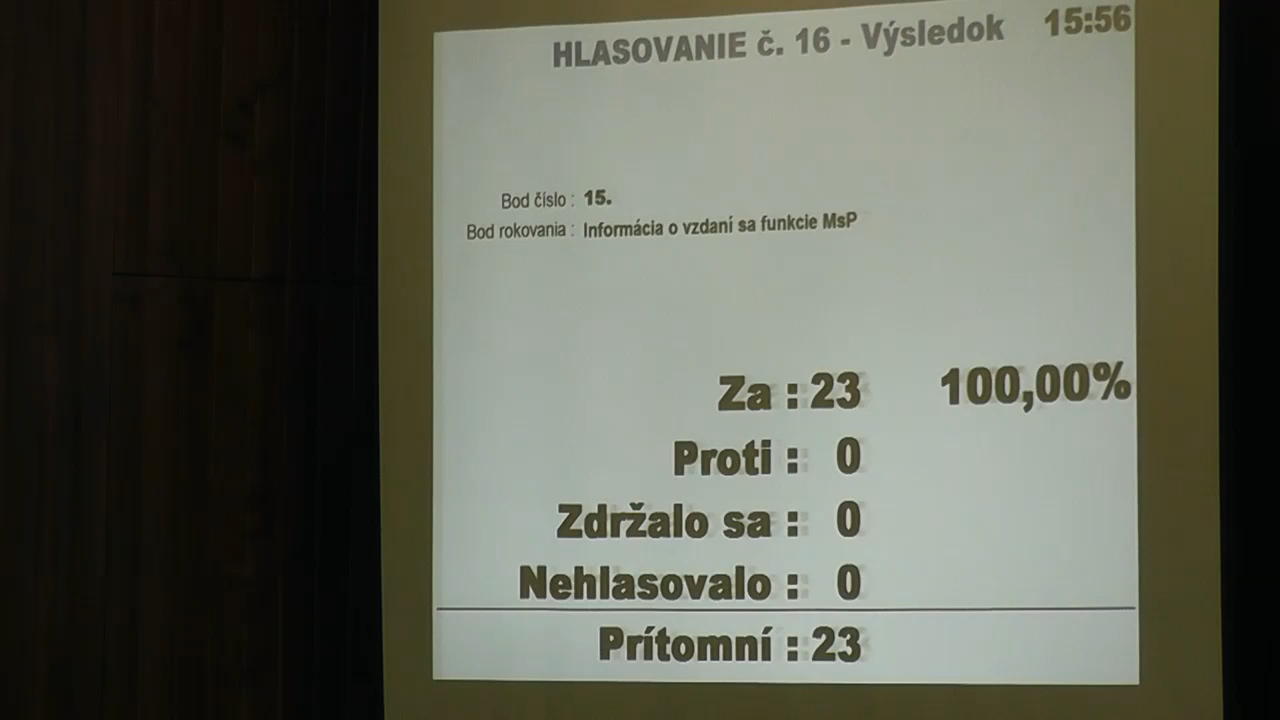 HLASOVANIE č. 16 - Výsledok 15:56
Bod číslo : 15.
Bod rokovania : Informácia o vzdaní sa funkcie MsP
Za : 23 100,00%
Proti : 0
Zdržalo sa : 0
Nehlasovalo : 0
Prítomní : 23